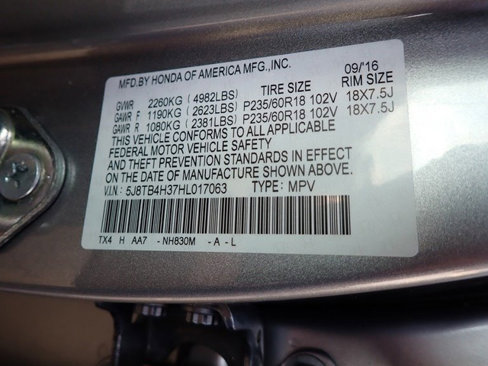 MFD.BY HONDA OF AMERICA MFG.,INC. 09/16
GVWR 2260KG (4982LBS) TIRE SIZE RIM SIZE
GAWR F 1190KG (2623LBS) P235/60R18 102V 18X7.5J
GAWR R 1080KG (2381LBS) P235/60R18 102V 18X7.5J
THIS VEHICLE CONFORMS TO ALL APPLICABLE
FEDERAL MOTOR VEHICLE SAFETY
AND THEFT PREVENTION STANDARDS IN EFFECT
ON THE DATE OF MANUFACTURE SHOWN ABOVE.
V.I.N.: 5J8TB4H37HL017063 TYPE: MPV
TX4 H AA7 -NH830M -A-L